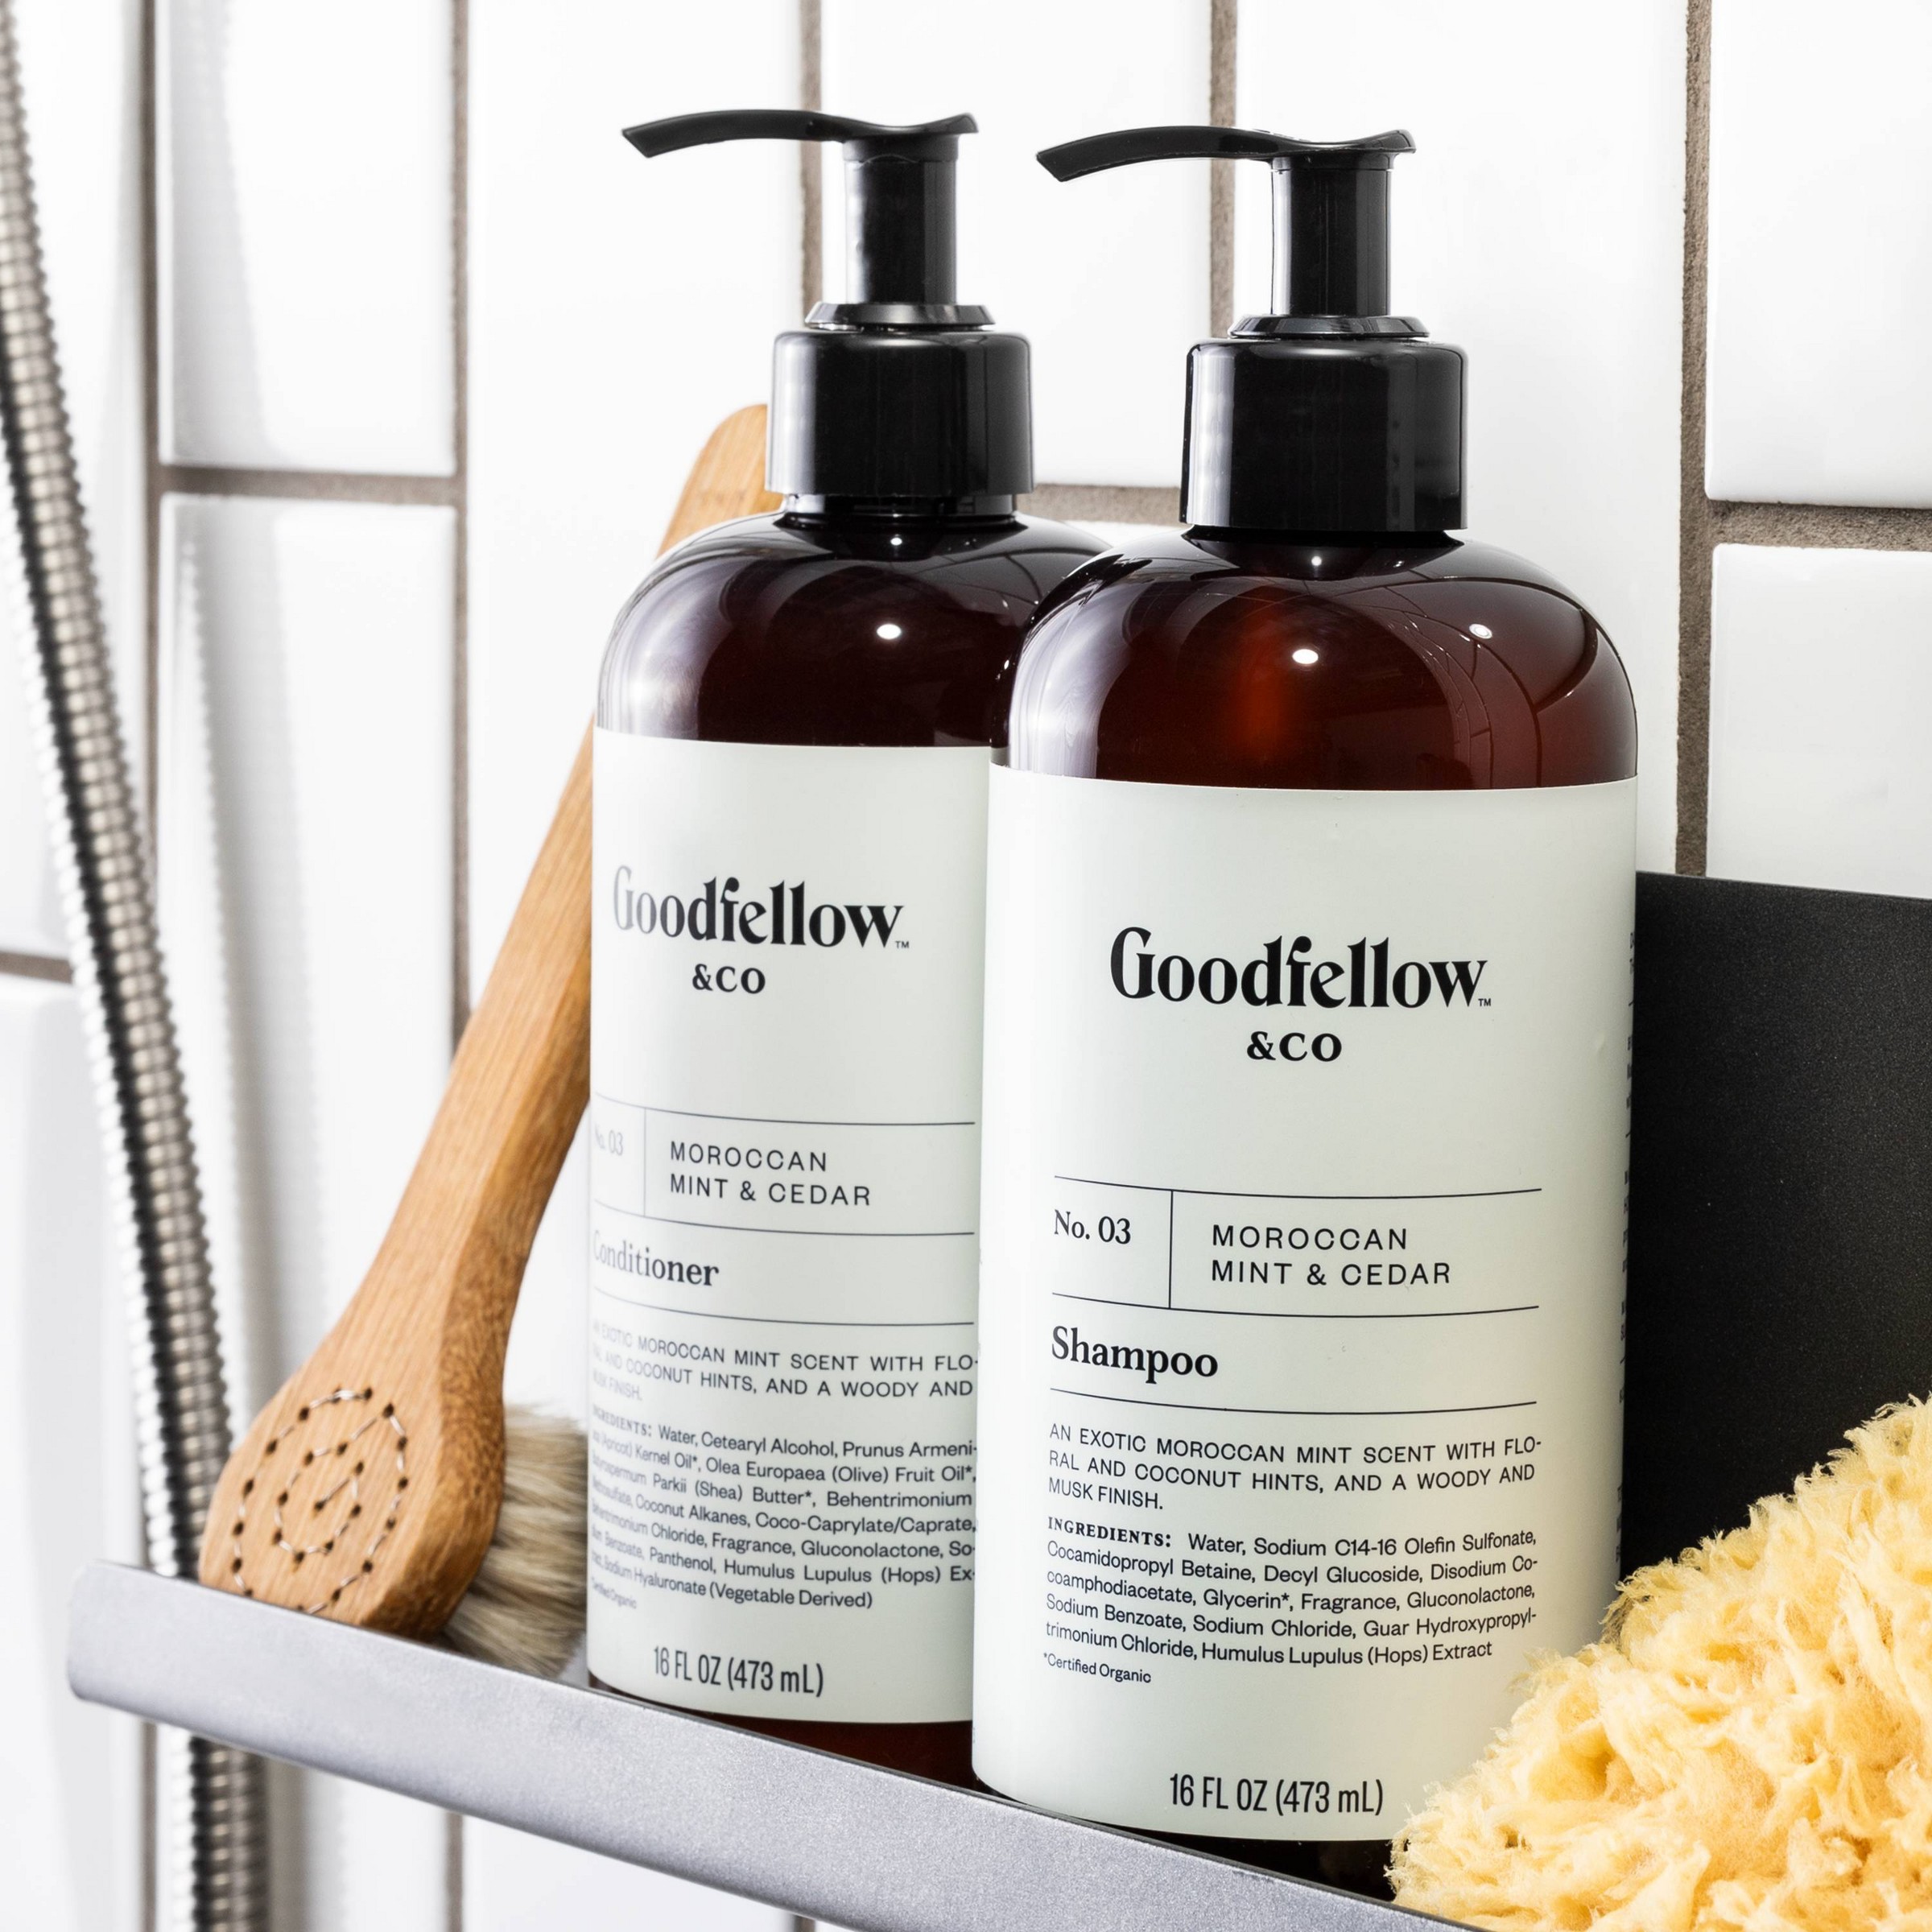 Goodfellow™
&CO
No. 03
MOROCCAN
MINT & CEDAR
Conditioner
AN EXOTIC MOROCCAN MINT SCENT WITH FLO-
RAL AND COCONUT HINTS, AND A WOODY AND
MUSK FINISH.
INGREDIENTS: Water, Cetearyl Alcohol, Prunus Armeni-
(Apricot) Kernel Oil*, Olea Europaea (Olive) Fruit Oil*,
Parkii (Shea) Butter*, Behentrimonium
Coconut Alkanes, Coco-Caprylate/Caprate,
Chloride, Fragrance, Gluconolactone, So-
Benzoate, Panthenol, Humulus Lupulus (Hops) Ex-
Sodium Hyaluronate (Vegetable Derived)
Certified Organic
16 FL OZ (473 mL)
Goodfellow™
&CO
No. 03
MOROCCAN
MINT & CEDAR
Shampoo
AN EXOTIC MOROCCAN MINT SCENT WITH FLO-
RAL AND COCONUT HINTS, AND A WOODY AND
MUSK FINISH.
INGREDIENTS: Water, Sodium C14-16 Olefin Sulfonate,
Cocamidopropyl Betaine, Decyl Glucoside, Disodium Co-
coamphodiacetate, Glycerin*, Fragrance, Gluconolactone,
Sodium Benzoate, Sodium Chloride, Guar Hydroxypropyl-
trimonium Chloride, Humulus Lupulus (Hops) Extract
*Certified Organic
16 FL OZ (473 mL)